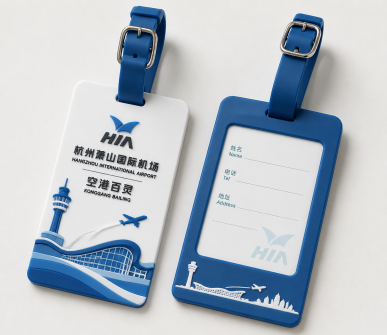 HIA
杭州萧山国际机场
HANGZHOU INTERNATIONAL AIRPORT
空港百灵
KONGGANG BAILING
姓名
Name
电话
Tel
地址
Address
HIA